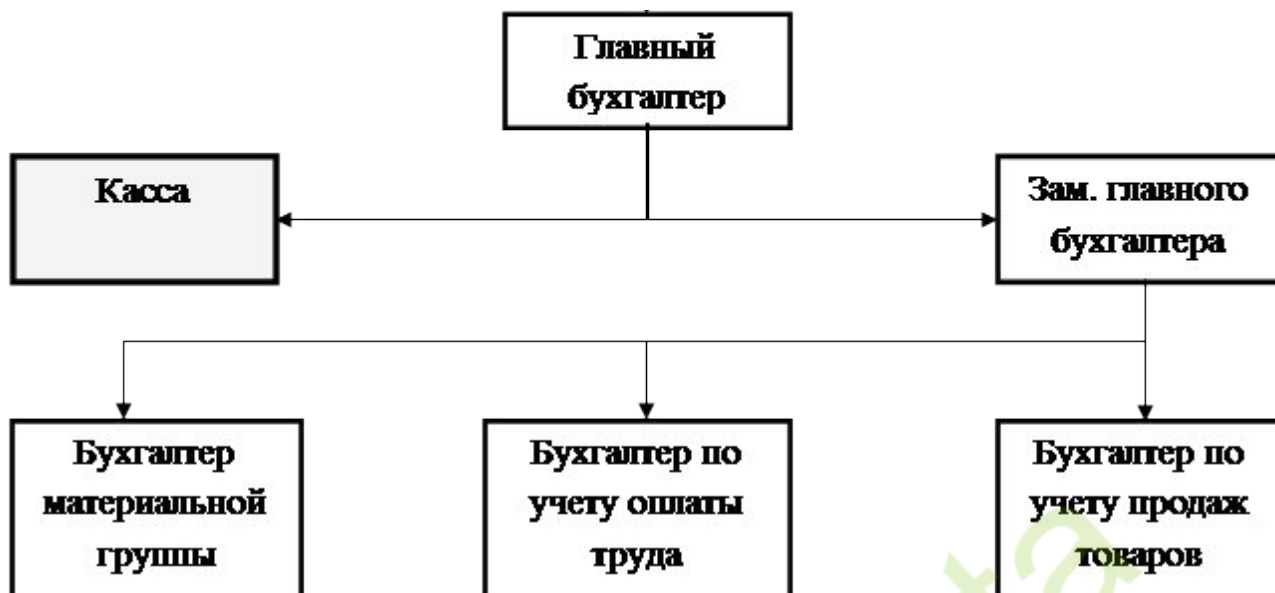 Главный
бухгалтер
Касса
Зам. главного
бухгалтера
Бухгалтер
материальной
группы
Бухгалтер по
учету оплаты
труда
Бухгалтер по
учету продаж
товаров
ta